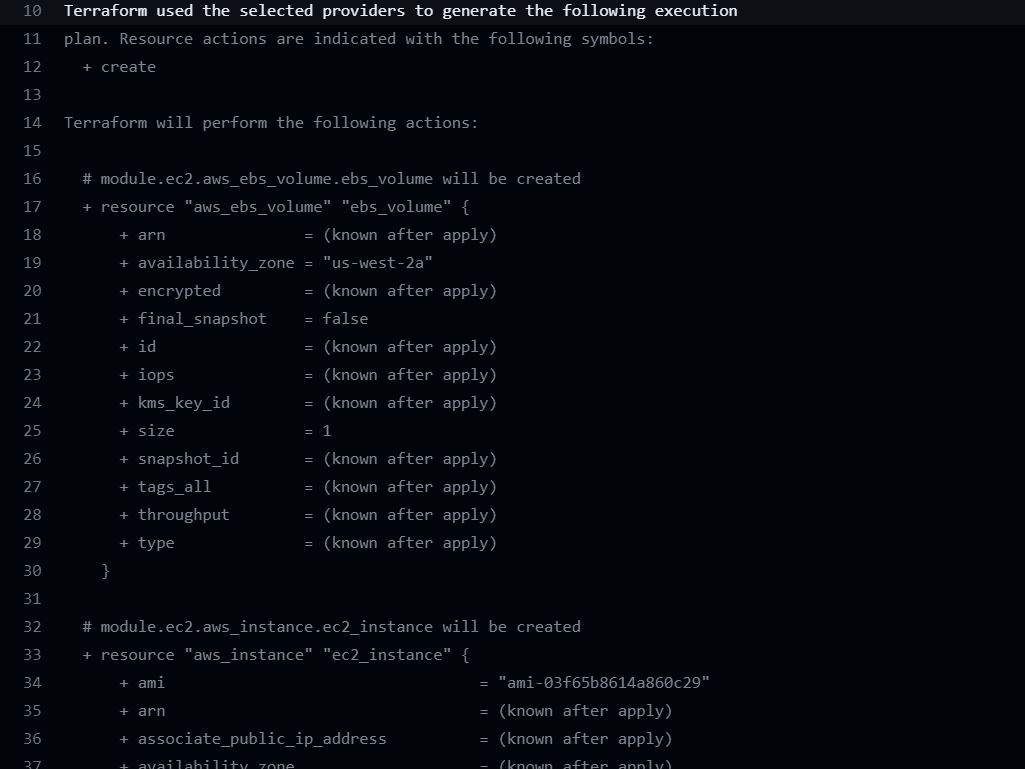 10 Terraform used the selected providers to generate the following execution
11 plan. Resource actions are indicated with the following symbols:
12   + create
13
14 Terraform will perform the following actions:
15
16   # module.ec2.aws_ebs_volume.ebs_volume will be created
17   + resource "aws_ebs_volume" "ebs_volume" {
18       + arn               = (known after apply)
19       + availability_zone = "us-west-2a"
20       + encrypted         = (known after apply)
21       + final_snapshot    = false
22       + id                = (known after apply)
23       + iops              = (known after apply)
24       + kms_key_id        = (known after apply)
25       + size              = 1
26       + snapshot_id       = (known after apply)
27       + tags_all          = (known after apply)
28       + throughput        = (known after apply)
29       + type              = (known after apply)
30     }
31
32   # module.ec2.aws_instance.ec2_instance will be created
33   + resource "aws_instance" "ec2_instance" {
34       + ami                                  = "ami-03f65b8614a860c29"
35       + arn                                  = (known after apply)
36       + associate_public_ip_address          = (known after apply)
37       + availability_zone                    = (known after apply)